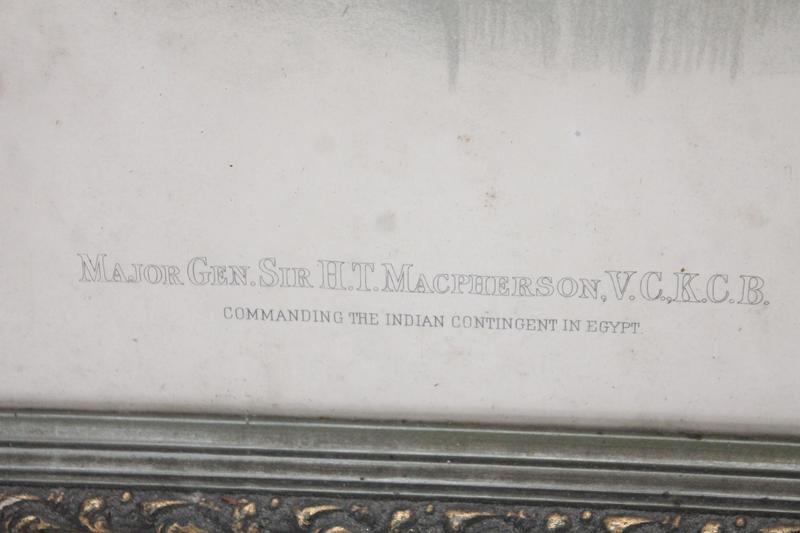 MAJOR GEN. SIR H.T. MACPHERSON, V.C., K.C.B.
COMMANDING THE INDIAN CONTINGENT IN EGYPT.